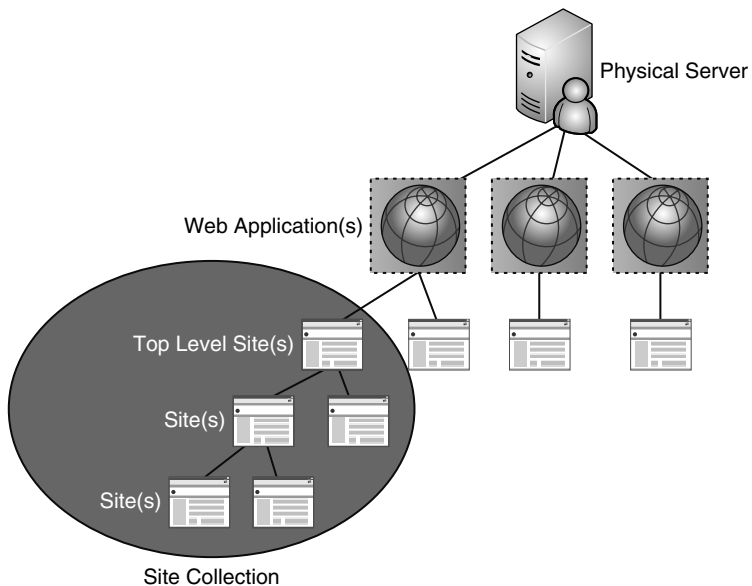 Physical Server
Web Application(s)
Top Level Site(s)
Site(s)
Site(s)
Site Collection